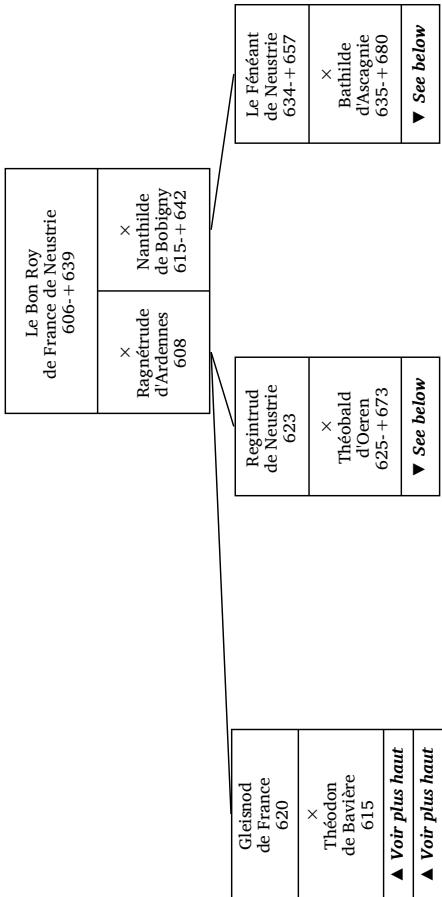 Le Bon Roy
de France de Neustrie
606-+639
×
Ragnétrude
d'Ardennes
608
×
Nanthilde
de Bobigny
615-+642
Gleisnod
de France
620
×
Théodon
de Bavière
615
▲ Voir plus haut
▲ Voir plus haut
Regintrud
de Neustrie
623
×
Théobald
d'Oeren
625-+673
▼ See below
Le Fénéant
de Neustrie
634-+657
×
Bathilde
d'Ascagnie
635-+680
▼ See below